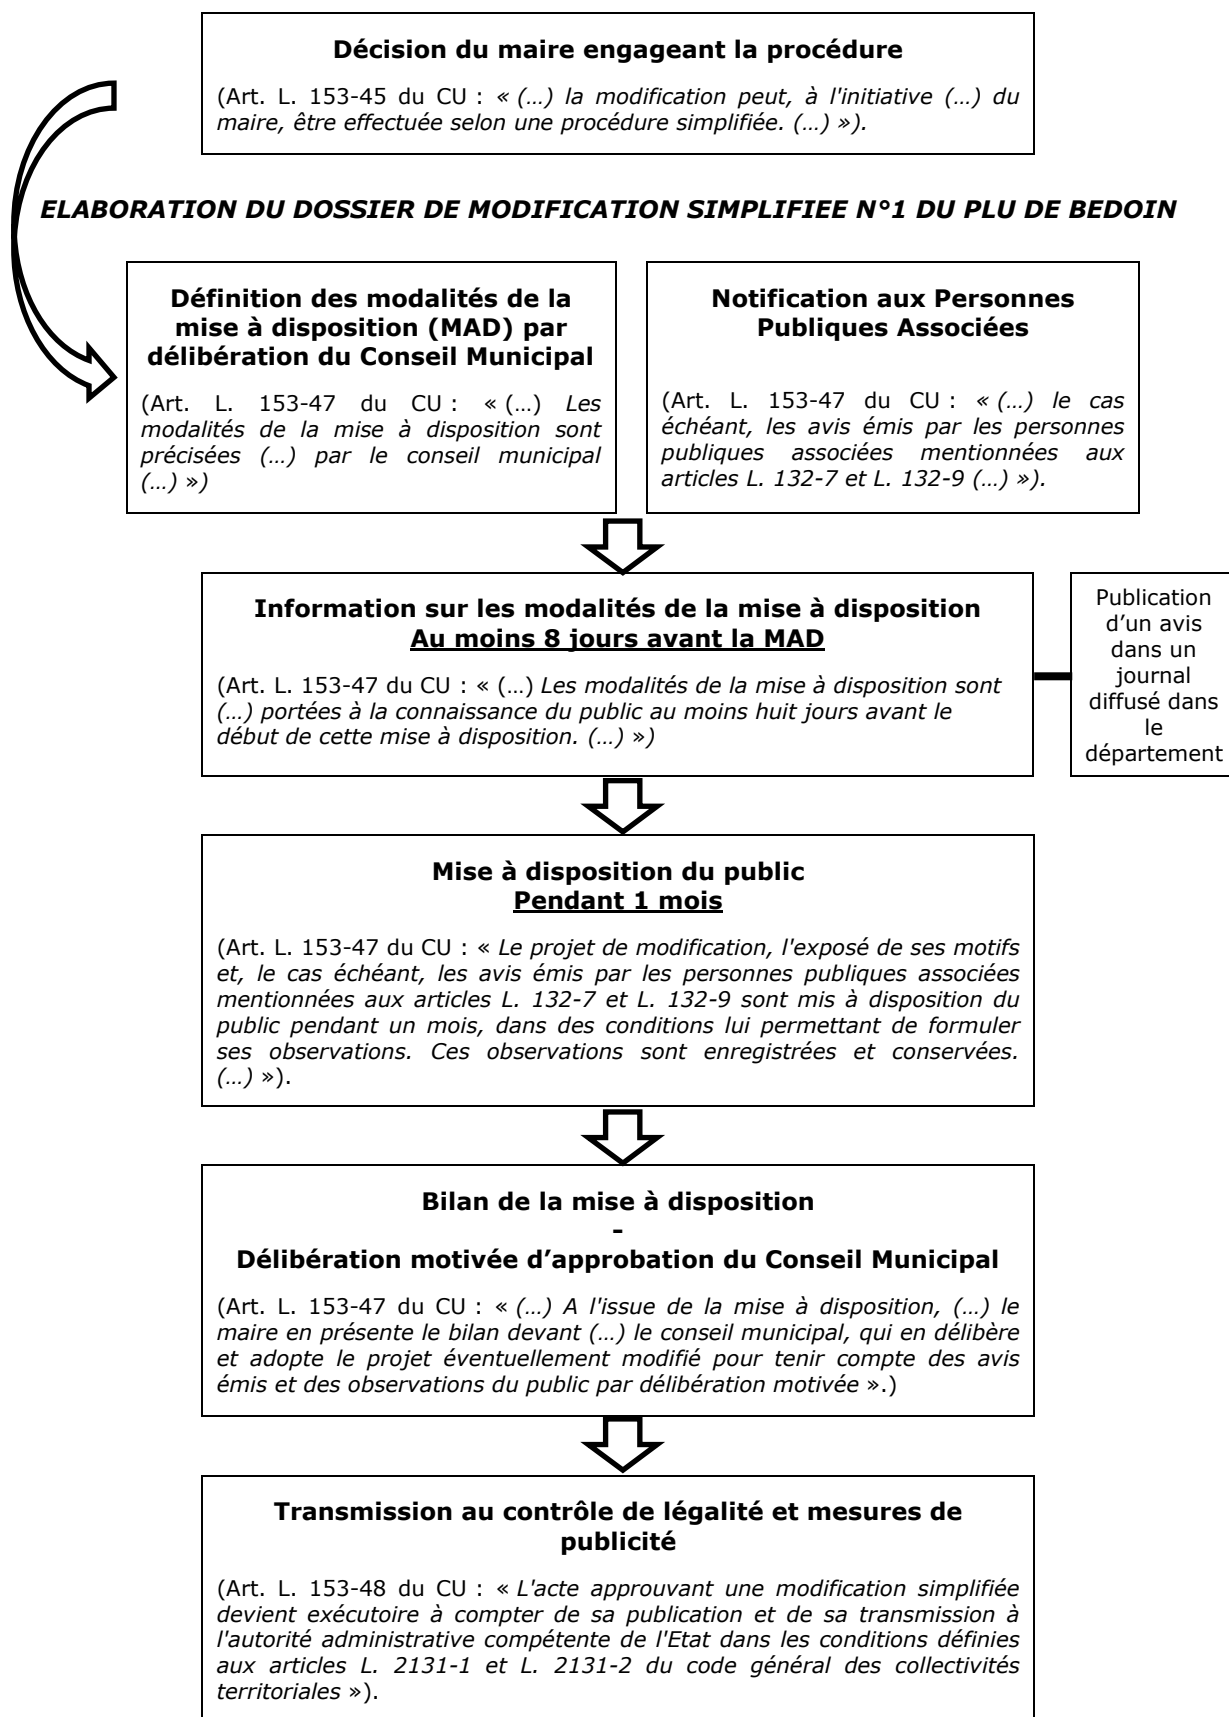 Décision du maire engageant la procédure
(Art. L. 153-45 du CU : « (…) la modification peut, à l'initiative (…) du
maire, être effectuée selon une procédure simplifiée. (…) »).
ELABORATION DU DOSSIER DE MODIFICATION SIMPLIFIEE N°1 DU PLU DE BEDOIN
Définition des modalités de la
mise à disposition (MAD) par
délibération du Conseil Municipal
(Art. L. 153-47 du CU : « (…) Les
modalités de la mise à disposition sont
précisées (…) par le conseil municipal
(…) »)
Notification aux Personnes
Publiques Associées
(Art. L. 153-47 du CU : « (…) le cas
échéant, les avis émis par les personnes
publiques associées mentionnées aux
articles L. 132-7 et L. 132-9 (…) »).
Information sur les modalités de la mise à disposition
Au moins 8 jours avant la MAD
(Art. L. 153-47 du CU : « (…) Les modalités de la mise à disposition sont
(…) portées à la connaissance du public au moins huit jours avant le
début de cette mise à disposition. (…) »)
Publication
d’un avis
dans un
journal
diffusé dans
le
département
Mise à disposition du public
Pendant 1 mois
(Art. L. 153-47 du CU : « Le projet de modification, l'exposé de ses motifs
et, le cas échéant, les avis émis par les personnes publiques associées
mentionnées aux articles L. 132-7 et L. 132-9 sont mis à disposition du
public pendant un mois, dans des conditions lui permettant de formuler
ses observations. Ces observations sont enregistrées et conservées.
(…) »).
Bilan de la mise à disposition
-
Délibération motivée d’approbation du Conseil Municipal
(Art. L. 153-47 du CU : « (…) A l'issue de la mise à disposition, (…) le
maire en présente le bilan devant (…) le conseil municipal, qui en délibère
et adopte le projet éventuellement modifié pour tenir compte des avis
émis et des observations du public par délibération motivée ».)
Transmission au contrôle de légalité et mesures de
publicité
(Art. L. 153-48 du CU : « L'acte approuvant une modification simplifiée
devient exécutoire à compter de sa publication et de sa transmission à
l'autorité administrative compétente de l'Etat dans les conditions définies
aux articles L. 2131-1 et L. 2131-2 du code général des collectivités
territoriales »).